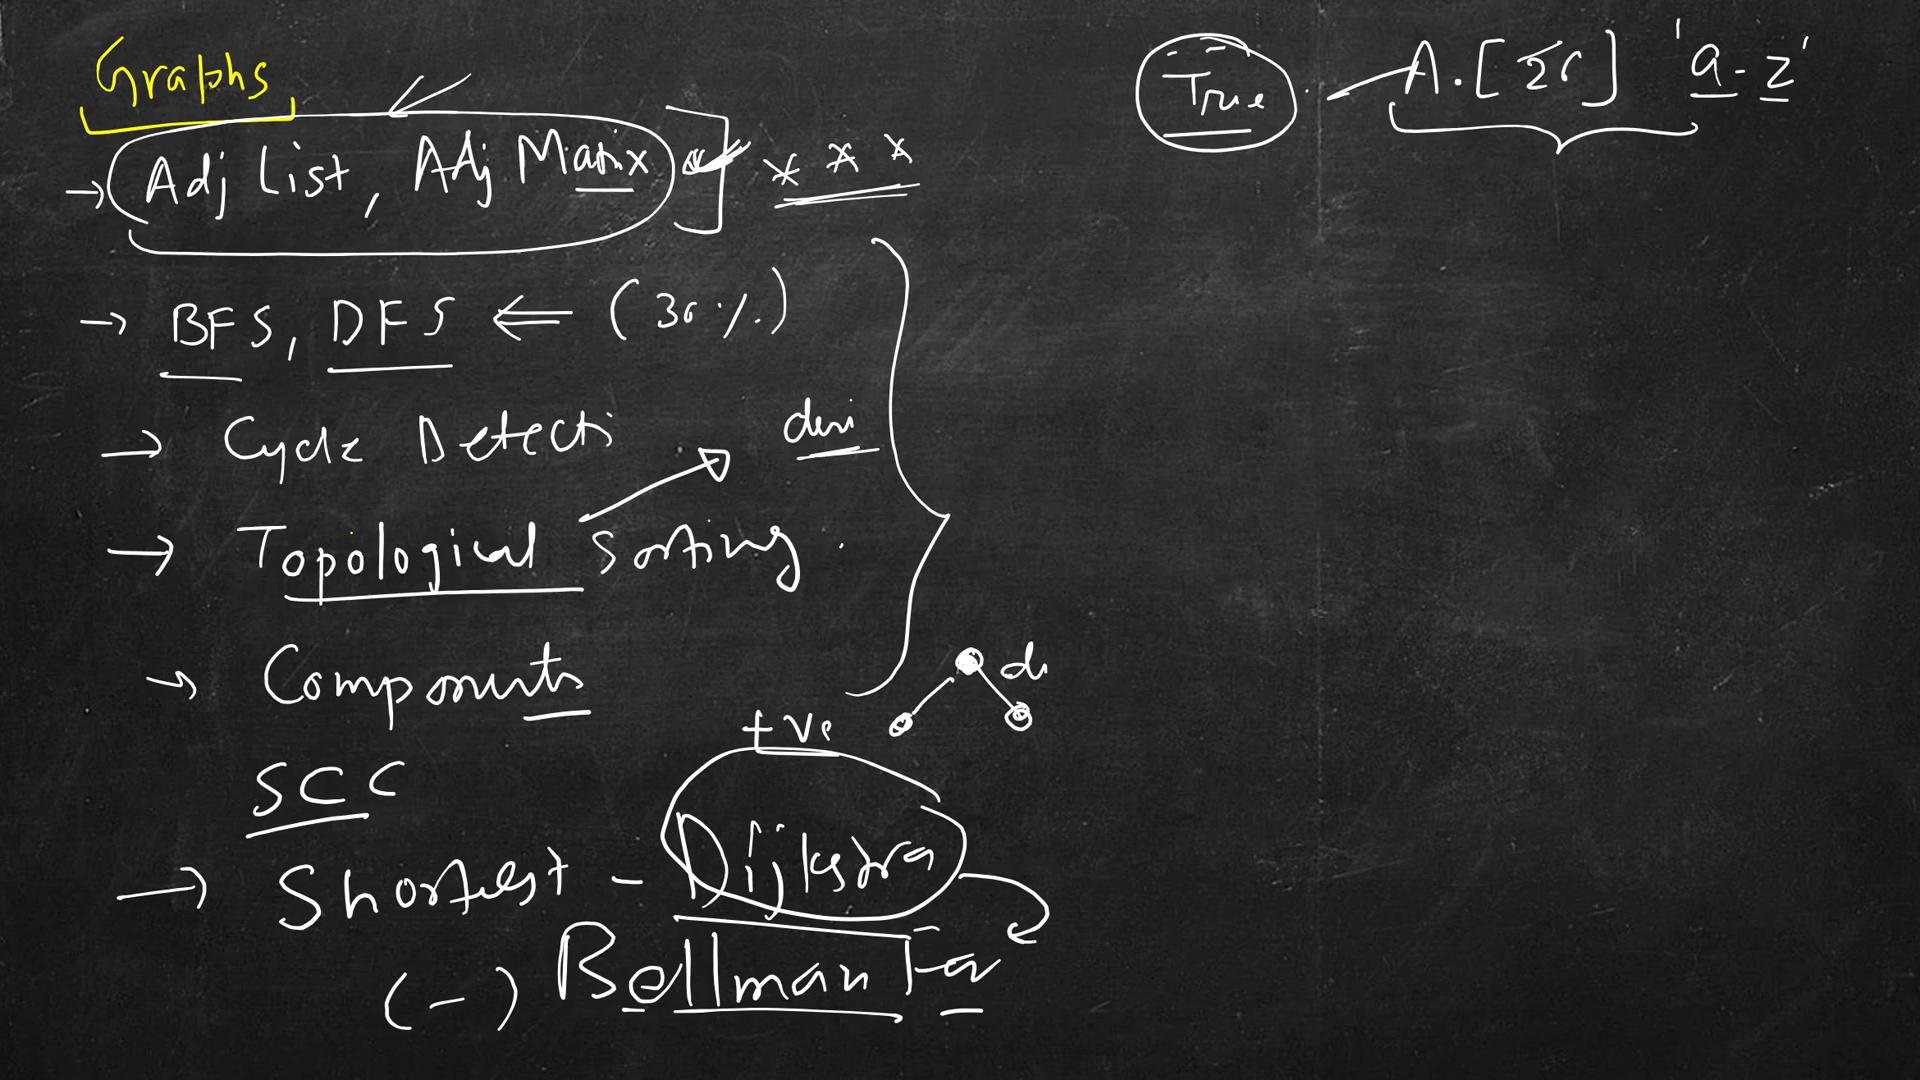 Graphs
Adj List, Adj Matrix
BFS, DFS ⇐ (30%)
Cycle Detecti
Topological Sorting.
Components
SCC
+ve
Shortest - Dijkstra
(-) Bellman Fo
True
A. [26] 'a-z'